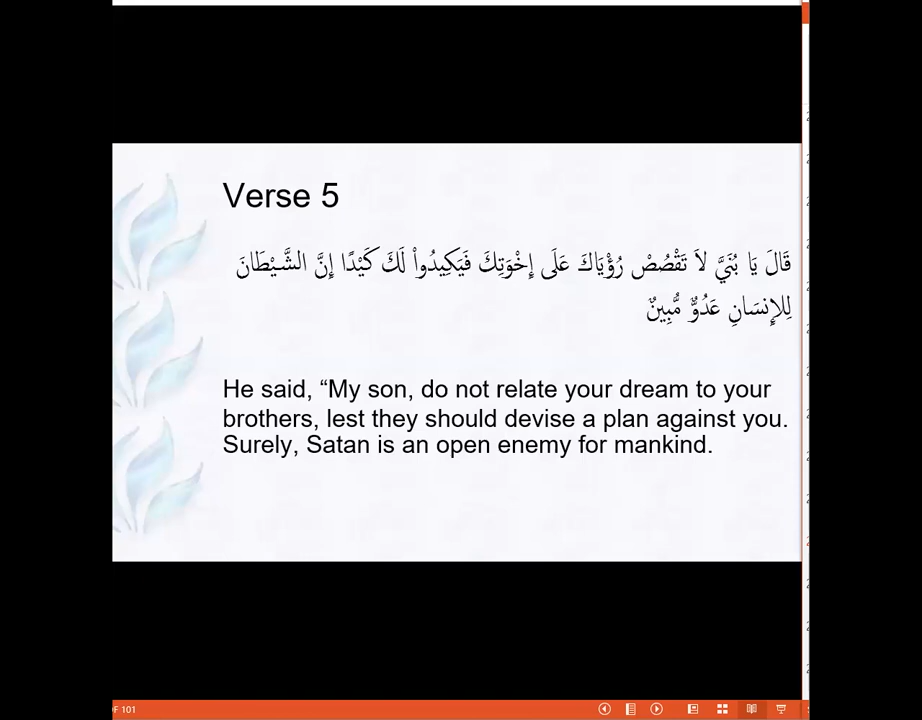 Verse 5
قَالَ يَا بُنَيَّ لاَ تَقْصُصْ رُؤْيَاكَ عَلَى إِخْوَتِكَ فَيَكِيدُواْ لَكَ كَيْدًا إِنَّ الشَّيْطَانَ
لِلإِنسَانِ عَدُوٌّ مُّبِينٌ
He said, “My son, do not relate your dream to your
brothers, lest they should devise a plan against you.
Surely, Satan is an open enemy for mankind.
F 101